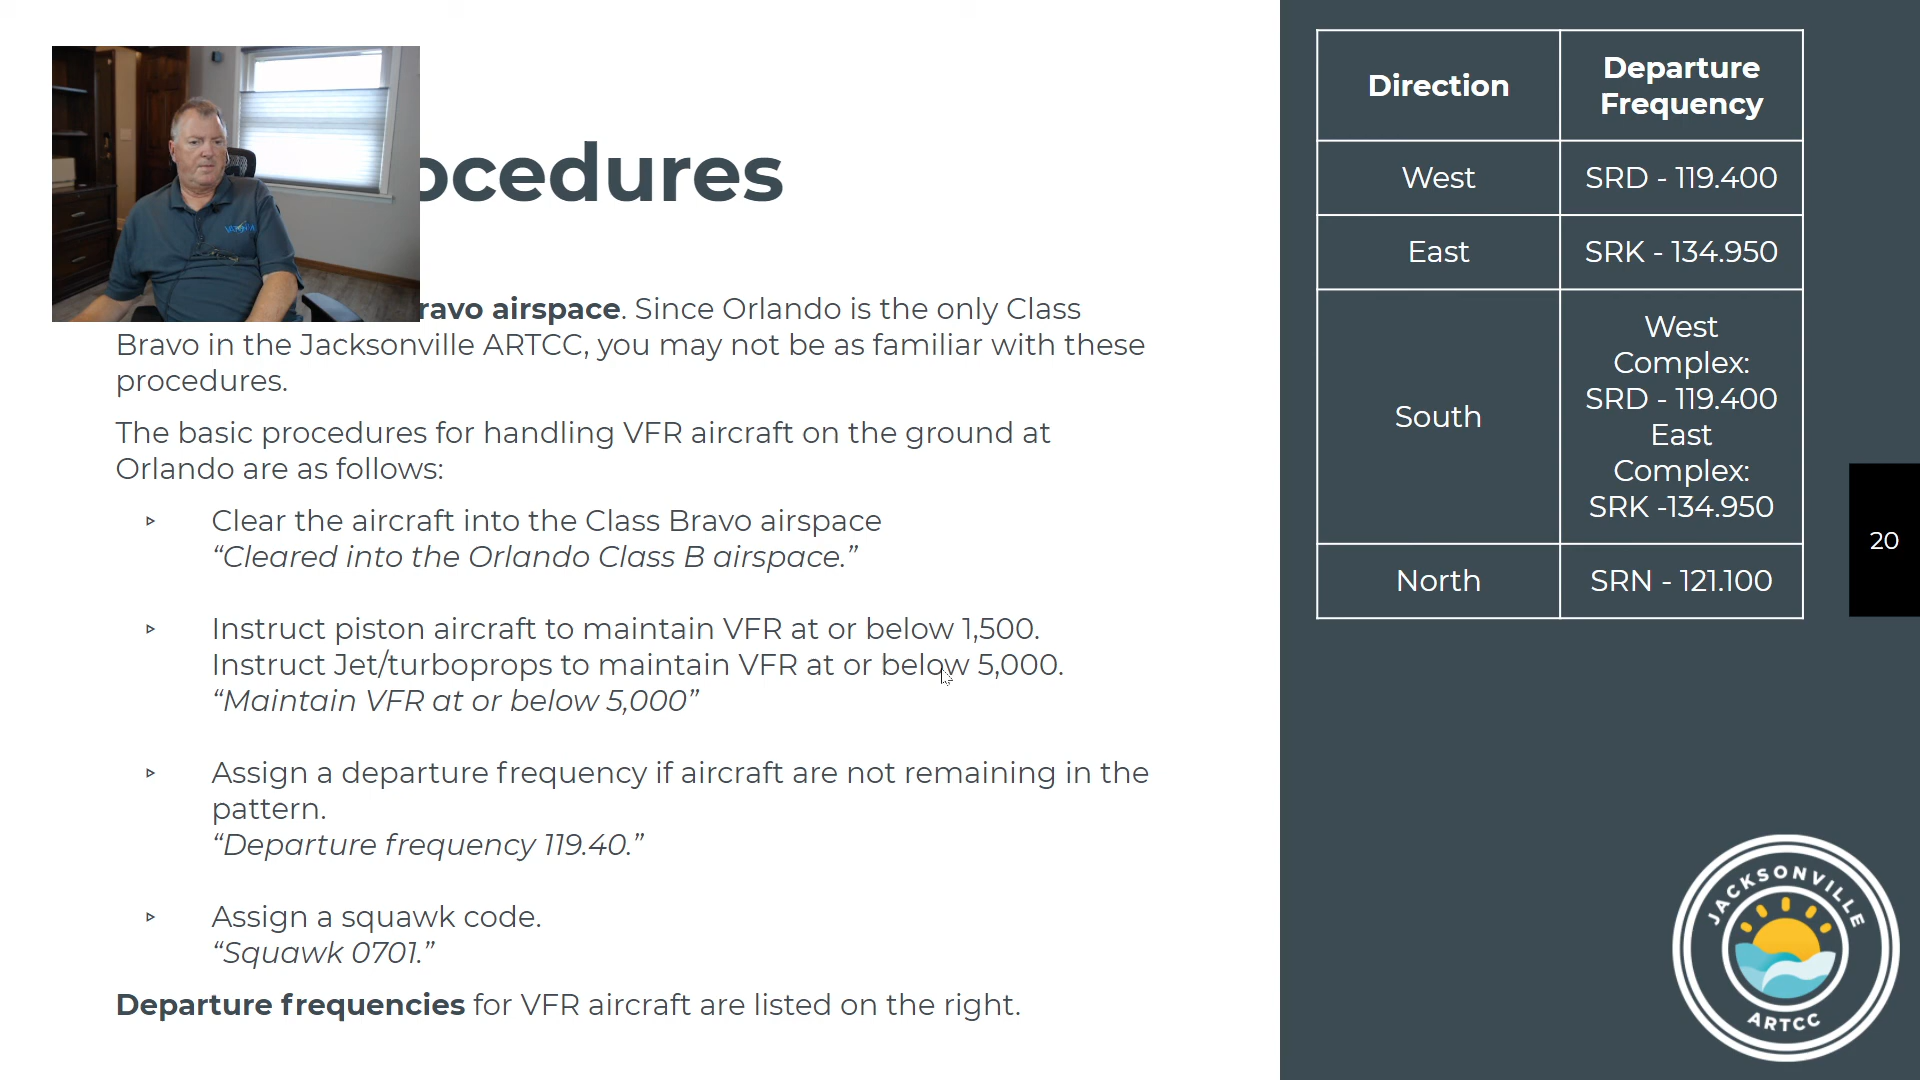 ocedures
ravo airspace. Since Orlando is the only Class
Bravo in the Jacksonville ARTCC, you may not be as familiar with these
procedures.
The basic procedures for handling VFR aircraft on the ground at
Orlando are as follows:
▹ Clear the aircraft into the Class Bravo airspace
“Cleared into the Orlando Class B airspace.”
▹ Instruct piston aircraft to maintain VFR at or below 1,500.
Instruct Jet/turboprops to maintain VFR at or below 5,000.
“Maintain VFR at or below 5,000”
▹ Assign a departure frequency if aircraft are not remaining in the
pattern.
“Departure frequency 119.40.”
▹ Assign a squawk code.
“Squawk 0701.”
Departure frequencies for VFR aircraft are listed on the right.
Direction
Departure
Frequency
West
SRD - 119.400
East
SRK - 134.950
South
West
Complex:
SRD - 119.400
East
Complex:
SRK -134.950
North
SRN - 121.100
20
JACKSONVILLE
ARTCC